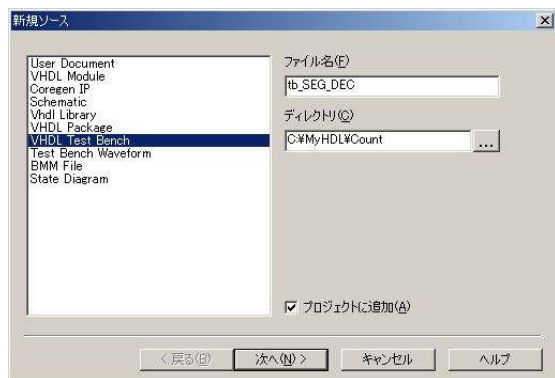 新規ソース
User Document
VHDL Module
Coregen IP
Schematic
Vhdl Library
VHDL Package
VHDL Test Bench
Test Bench Waveform
BMM File
State Diagram
ファイル名(F)
tb_SEG_DEC
ディレクトリ(C)
C:¥MyHDL¥Count
...
プロジェクトに追加(A)
< 戻る(B)
次へ(N) >
キャンセル
ヘルプ